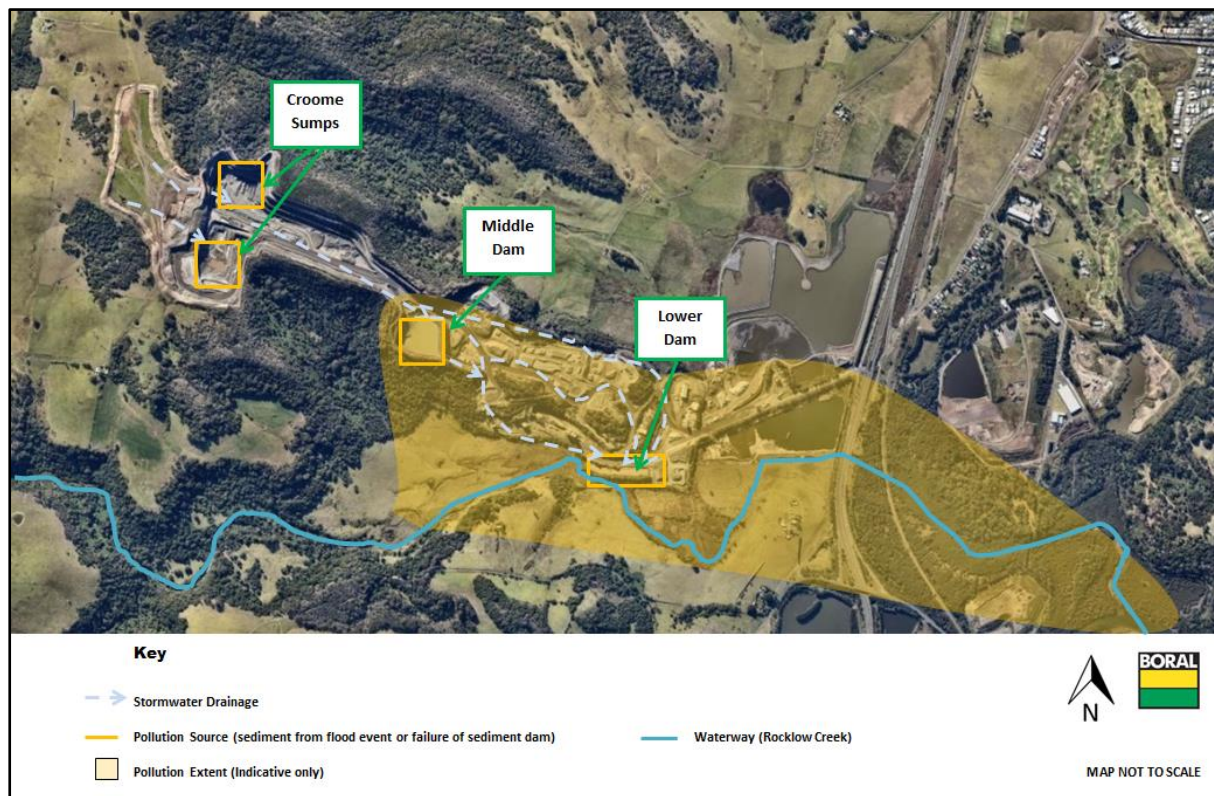 Croome
Sumps
Middle
Dam
Lower
Dam
Key
Stormwater Drainage
Pollution Source (sediment from flood event or failure of sediment dam)
Waterway (Rocklow Creek)
Pollution Extent (Indicative only)
N
BORAL
MAP NOT TO SCALE